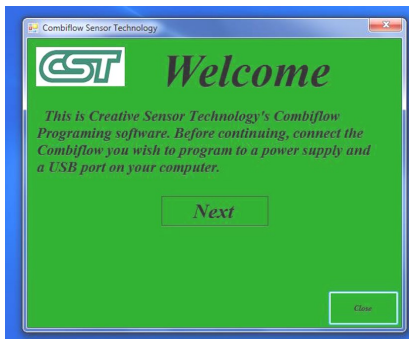 Combiflow Sensor Technology
CST
Welcome
This is Creative Sensor Technology's Combiflow
Programing software. Before continuing, connect the
Combiflow you wish to program to a power supply and
a USB port on your computer.
Next
Close